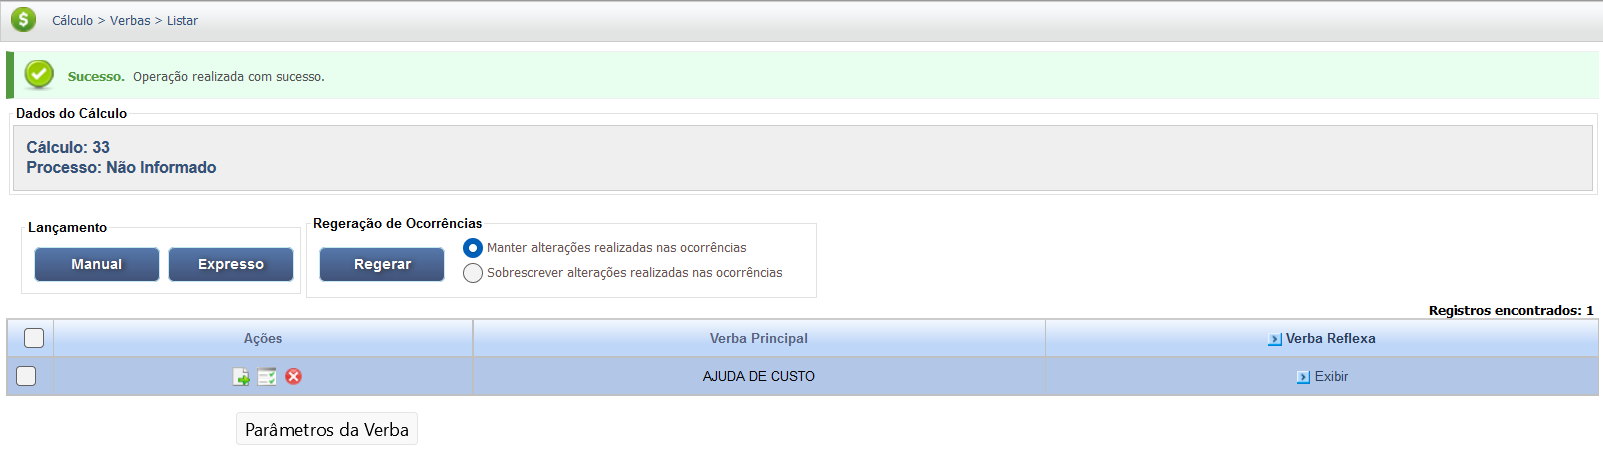 Cálculo > Verbas > Listar
Sucesso. Operação realizada com sucesso.
Dados do Cálculo
Cálculo: 33
Processo: Não Informado
Lançamento
Manual
Expresso
Regeração de Ocorrências
Regerar
Manter alterações realizadas nas ocorrências
Sobrescrever alterações realizadas nas ocorrências
Registros encontrados: 1
Ações
Verba Principal
Verba Reflexa
AJUDA DE CUSTO
Exibir
Parâmetros da Verba